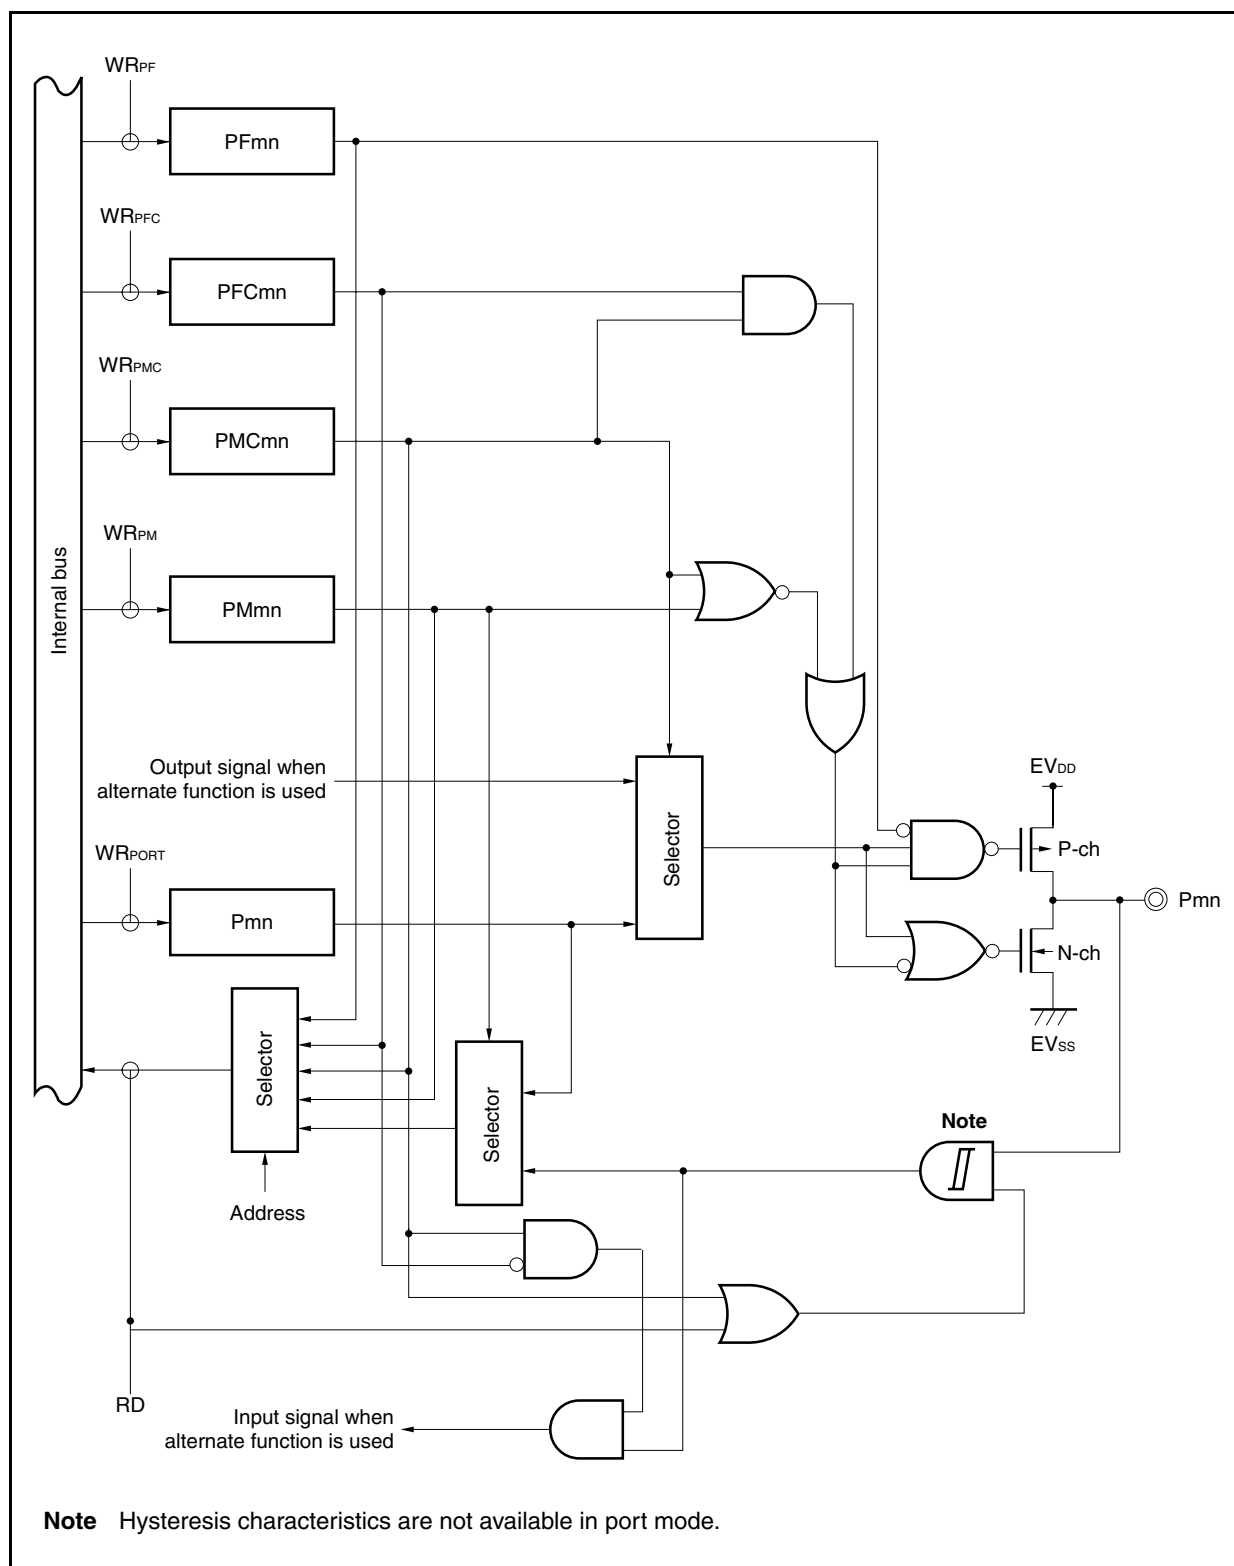 WRPF
PFmn
WRPFC
PFCmn
WRPMC
PMCmn
WRPM
Internal bus
PMmn
Output signal when
alternate function is used
EVDD
P-ch
Selector
WRPORT
Pmn
Pmn
N-ch
EVSS
Selector
Selector
Note
Address
RD
Input signal when
alternate function is used
Note Hysteresis characteristics are not available in port mode.